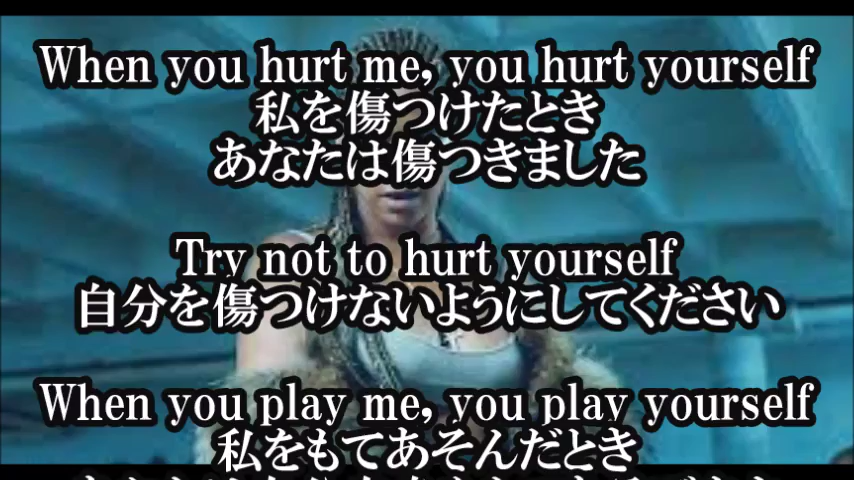 When you hurt me, you hurt yourself
私を傷つけたとき
あなたは傷つきました
Try not to hurt yourself
自分を傷つけないようにしてください
When you play me, you play yourself
私をもてあそんだとき